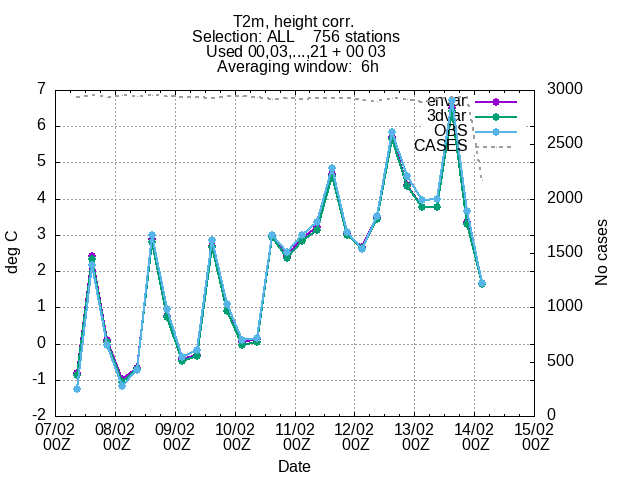 T2m, height corr.
Selection: ALL 756 stations
Used 00,03,...,21 + 00 03
Averaging window: 6h
7
6
5
4
3
2
1
0
-1
-2
deg C
3000
2500
2000
1500
1000
500
0
No cases
envar
3dvar
OBS
CASES
07/02 08/02 09/02 10/02 11/02 12/02 13/02 14/02 15/02
00Z 00Z 00Z 00Z 00Z 00Z 00Z 00Z 00Z
Date